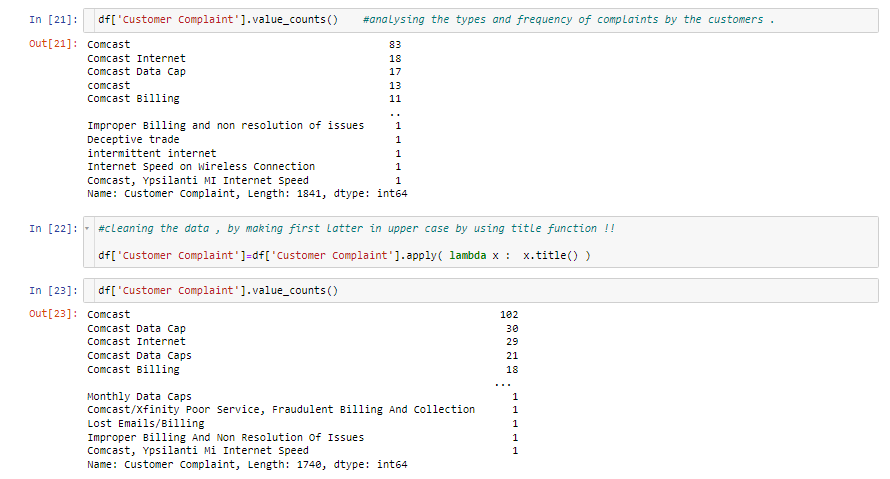 In [21]: df['Customer Complaint'].value_counts() #analysing the types and frequency of complaints by the customers .
Out[21]: Comcast 83
Comcast Internet 18
Comcast Data Cap 17
comcast 13
Comcast Billing 11
..
Improper Billing and non resolution of issues 1
Deceptive trade 1
intermittent internet 1
Internet Speed on Wireless Connection 1
Comcast, Ypsilanti MI Internet Speed 1
Name: Customer Complaint, Length: 1841, dtype: int64
In [22]: #cleaning the data , by making first Latter in upper case by using title function !!
df['Customer Complaint']=df['Customer Complaint'].apply( lambda x : x.title() )
In [23]: df['Customer Complaint'].value_counts()
Out[23]: Comcast 102
Comcast Data Cap 30
Comcast Internet 29
Comcast Data Caps 21
Comcast Billing 18
...
Monthly Data Caps 1
Comcast/Xfinity Poor Service, Fraudulent Billing And Collection 1
Lost Emails/Billing 1
Improper Billing And Non Resolution Of Issues 1
Comcast, Ypsilanti Mi Internet Speed 1
Name: Customer Complaint, Length: 1740, dtype: int64